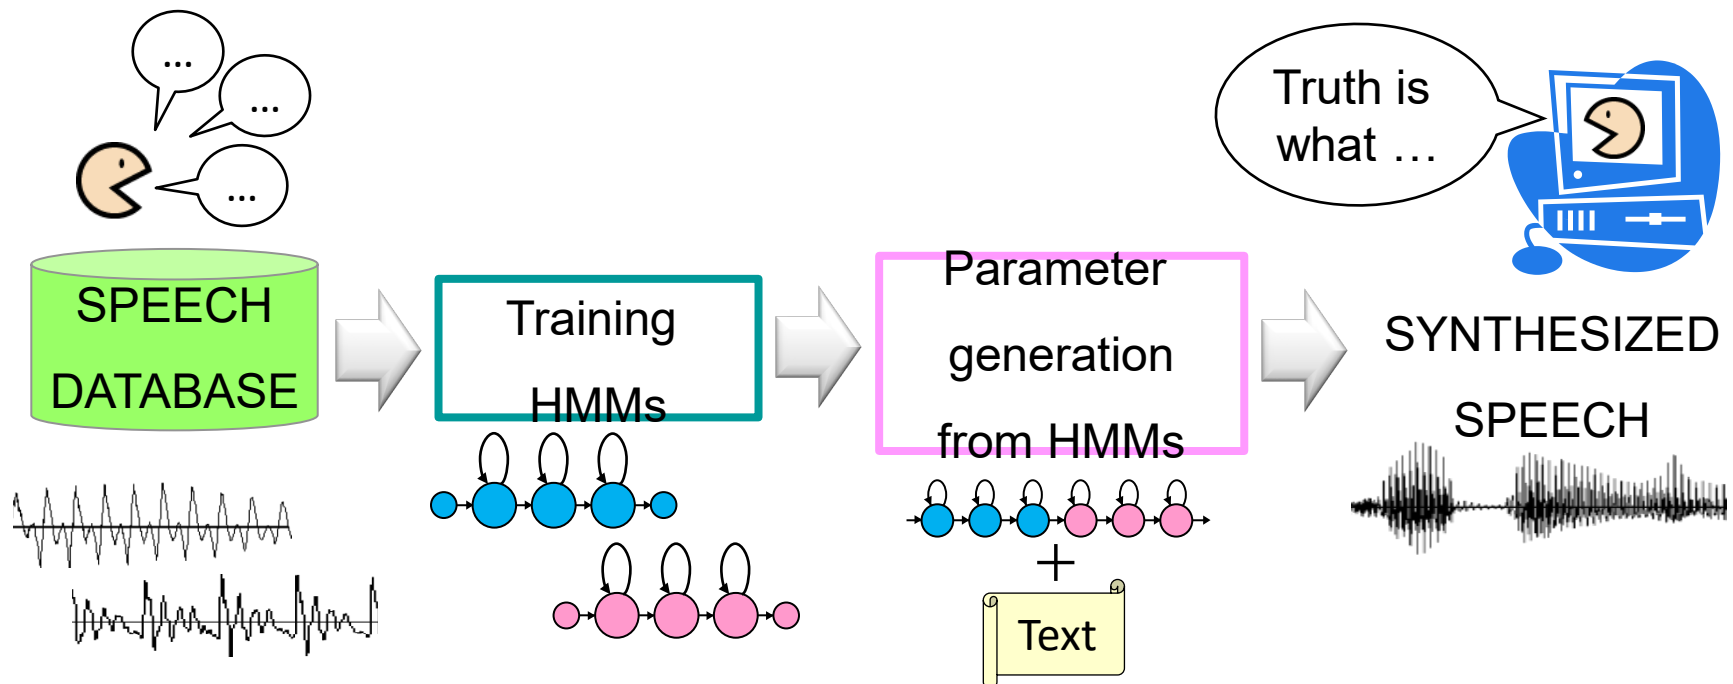 ...
...
...
Truth is
what …
SPEECH
DATABASE
Training
HMMs
Parameter
generation
from HMMs
SYNTHESIZED
SPEECH
+
Text